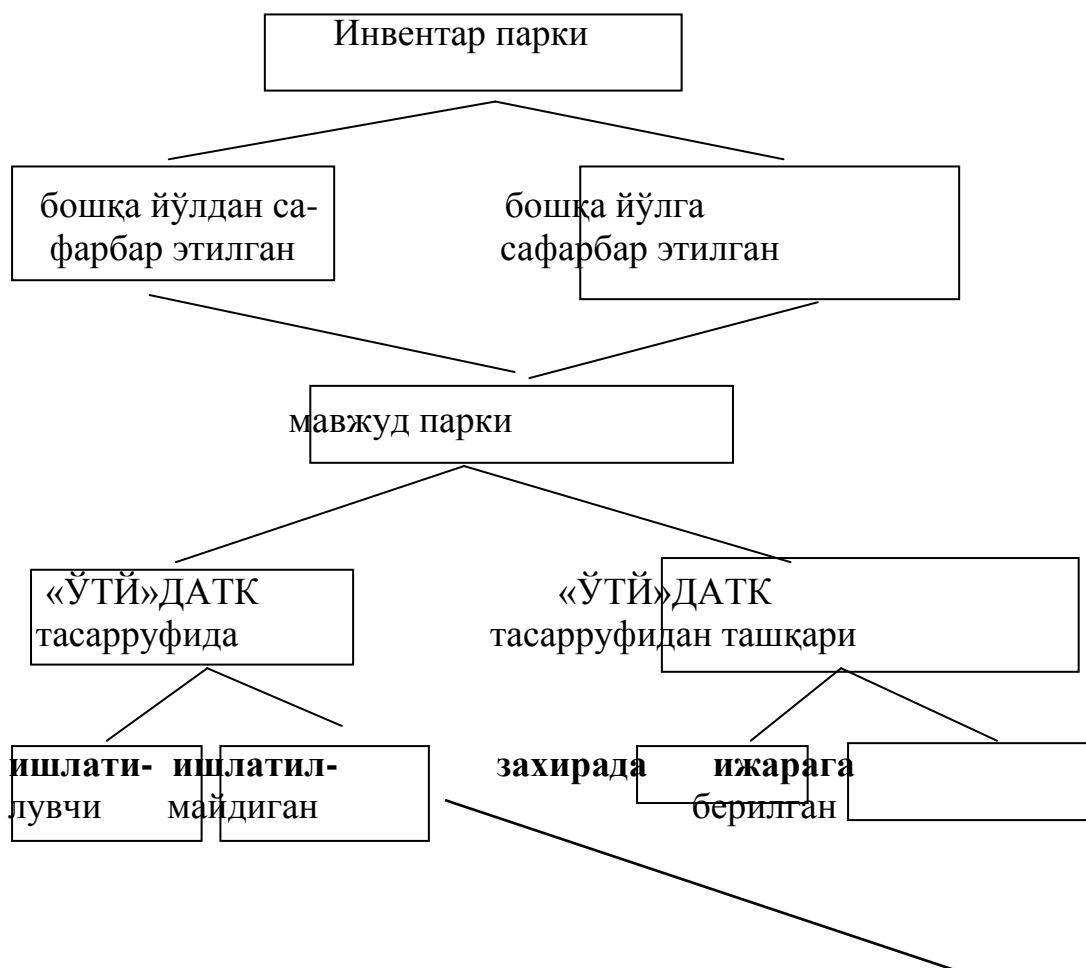 Инвентар парки
бошқа йўлдан са- бошқа йўлга
фарбар этилган сафарбар этилган
мавжуд парки
«ЎТЙ»ДАТК «ЎТЙ»ДАТК
тасарруфида тасарруфидан ташқари
ишлати- ишлатил- захирада ижарага
лувчи майдиган берилган